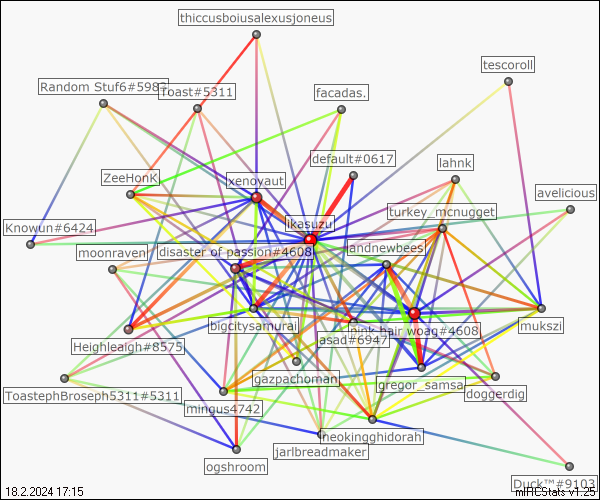 thiccusboiusalexusjoneus
tescoroll
Random Stuf6#5983
Toast#5311
facadas.
default#0617
lahnk
ZeeHonK
xenoyaut
avelicious
turkey_mcnugget
likasuzu
Knowun#6424
moonraven
disaster of passion#4608
andnewbees
bigcitysamurai
pink hair woag#4608
mukszi
asad#6947
Heighleaigh#8575
gazpachoman
gregor_samsa
doggerdig
ToastephBroseph5311#5311
mingus4742
neokingghidorah
jarlbreadmaker
ogshroom
Duck™#9103
18.2.2024 17:15
mIRCStats v1.25